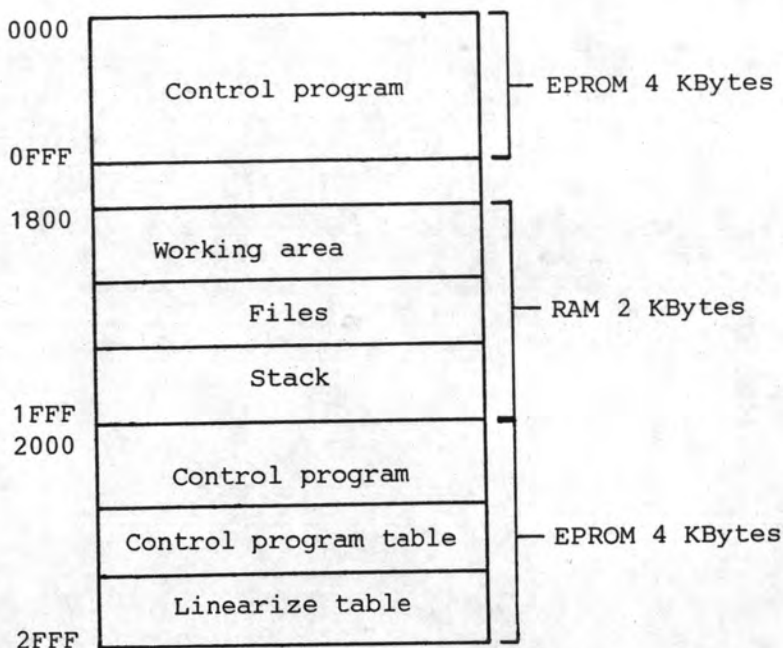 0000
Control program
EPROM 4 KBytes
0FFF
1800
Working area
Files
RAM 2 KBytes
Stack
1FFF
2000
Control program
Control program table
EPROM 4 KBytes
Linearize table
2FFF